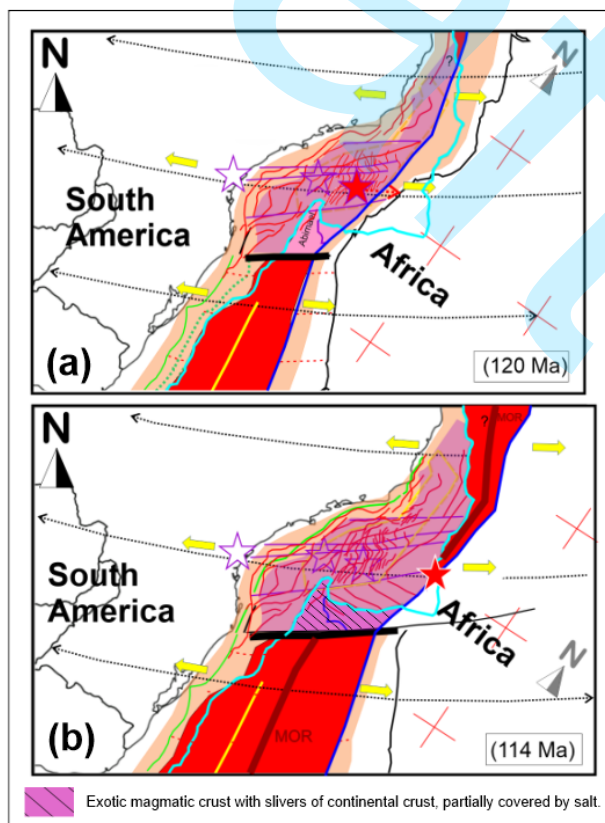 N
?
N
South
America
Abimael
Africa
(a)
(120 Ma)
N
?
MOR
South
America
Africa
N
MOR
(b)
(114 Ma)
Exotic magmatic crust with slivers of continental crust, partially covered by salt.